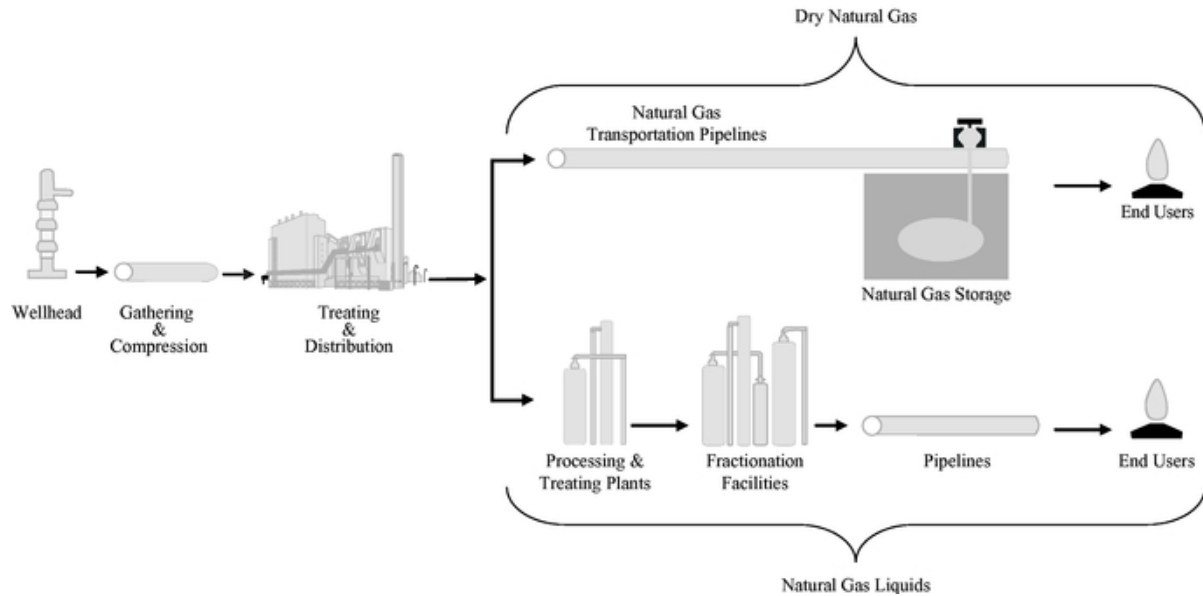 Dry Natural Gas
Natural Gas
Transportation Pipelines
End Users
Natural Gas Storage
Wellhead
Gathering
&
Compression
Treating
&
Distribution
Processing &
Treating Plants
Fractionation
Facilities
Pipelines
End Users
Natural Gas Liquids